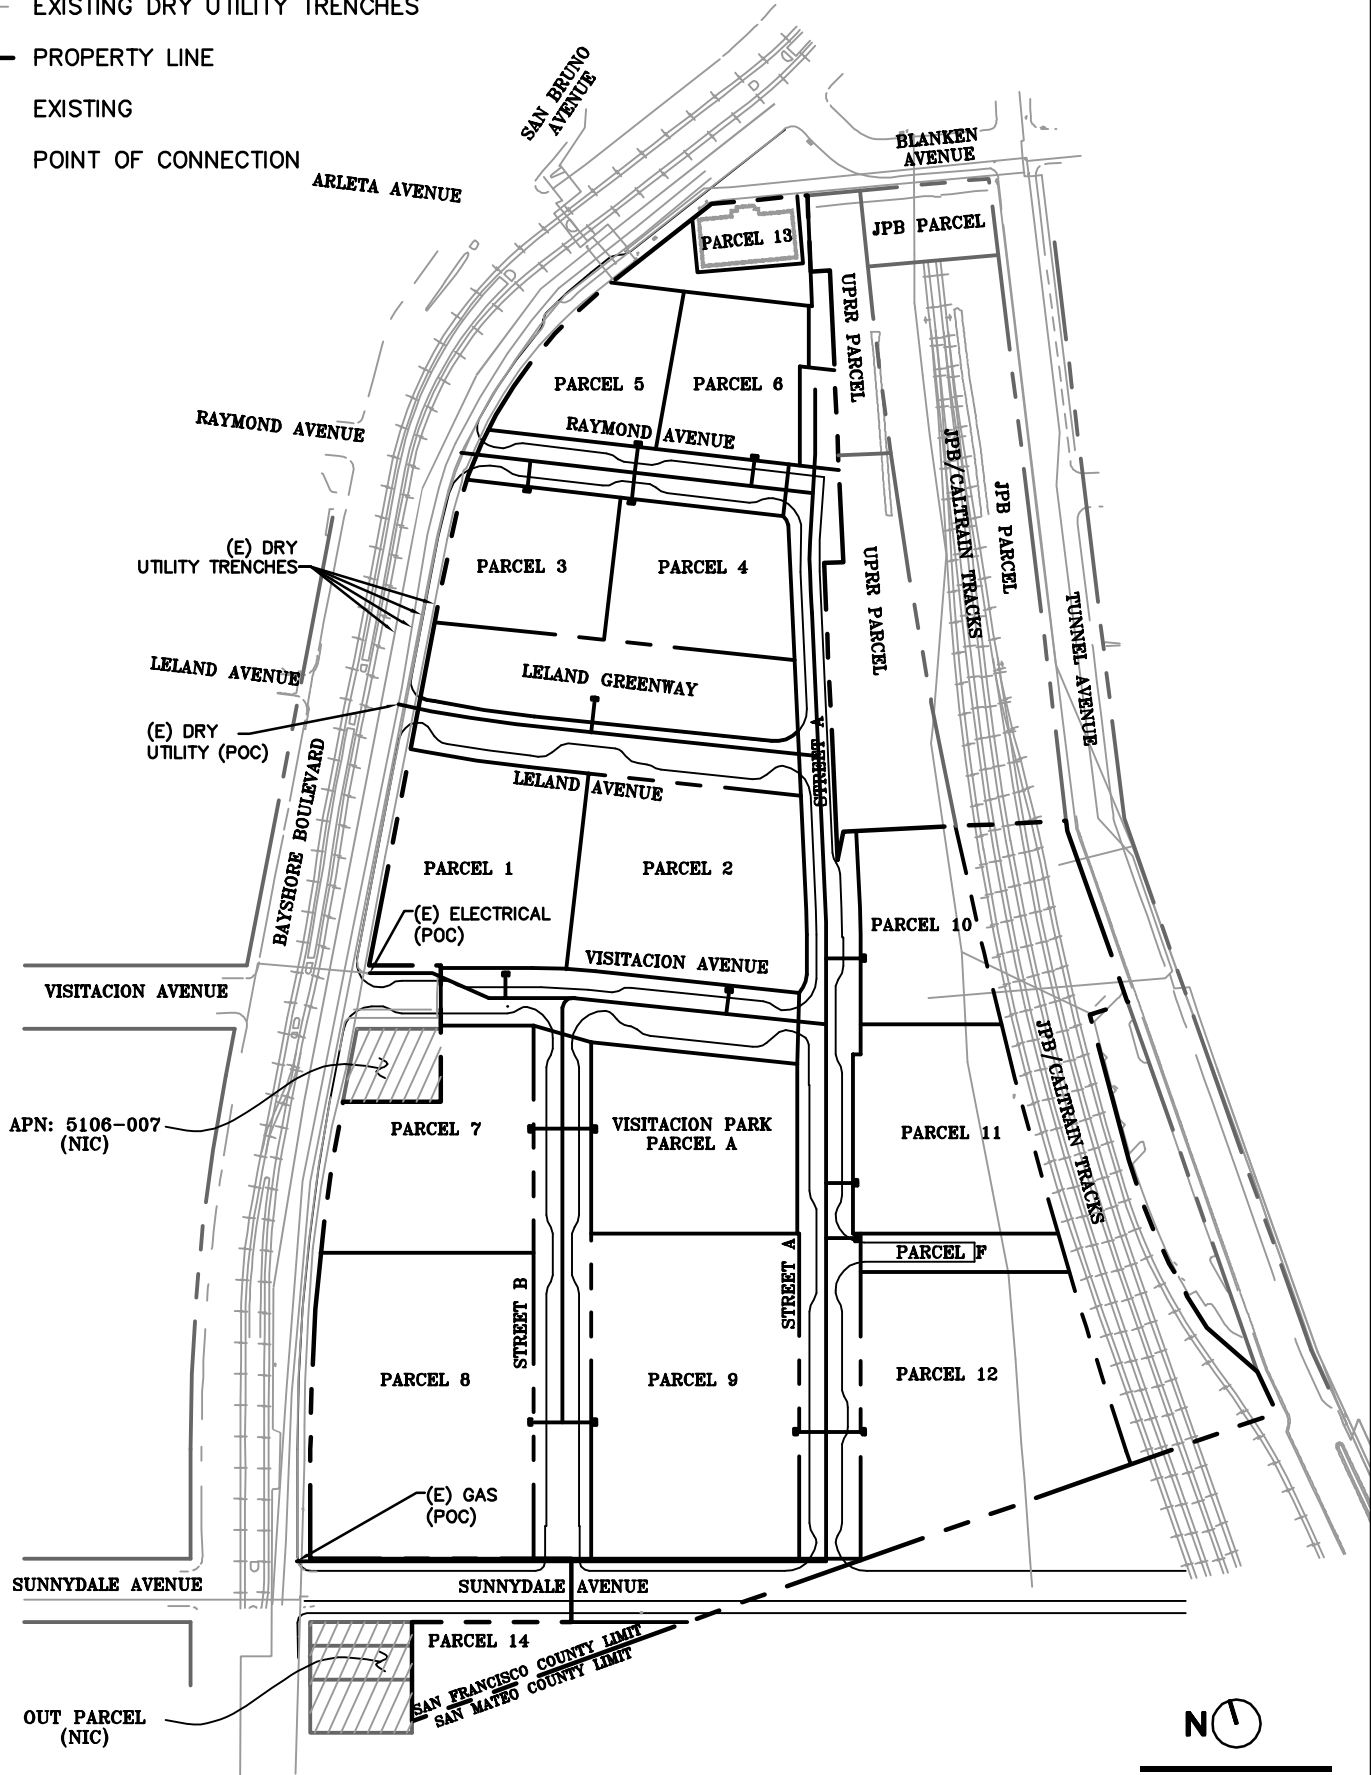 EXISTING DRY UTILITY TRENCHES
PROPERTY LINE
EXISTING
POINT OF CONNECTION
SAN BRUNO
AVENUE
BLANKEN
AVENUE
ARLETA AVENUE
JPB PARCEL
PARCEL 13
UPRR PARCEL
PARCEL 5
PARCEL 6
RAYMOND AVENUE
RAYMOND AVENUE
JPB/CALTRAIN TRACKS
JPB PARCEL
(E) DRY
UTILITY TRENCHES
PARCEL 3
PARCEL 4
UPRR PARCEL
TUNNEL AVENUE
LELAND AVENUE
LELAND GREENWAY
(E) DRY
UTILITY (POC)
STREET A
BAYSHORE BOULEVARD
LELAND AVENUE
PARCEL 1
PARCEL 2
(E) ELECTRICAL
(POC)
PARCEL 10
VISITACION AVENUE
VISITACION AVENUE
JPB/CALTRAIN TRACKS
APN: 5106-007
(NIC)
PARCEL 7
VISITACION PARK
PARCEL A
PARCEL 11
PARCEL F
STREET A
STREET B
PARCEL 8
PARCEL 9
PARCEL 12
(E) GAS
(POC)
SUNNYDALE AVENUE
SUNNYDALE AVENUE
PARCEL 14
SAN FRANCISCO COUNTY LIMIT
SAN MATEO COUNTY LIMIT
OUT PARCEL
(NIC)
N